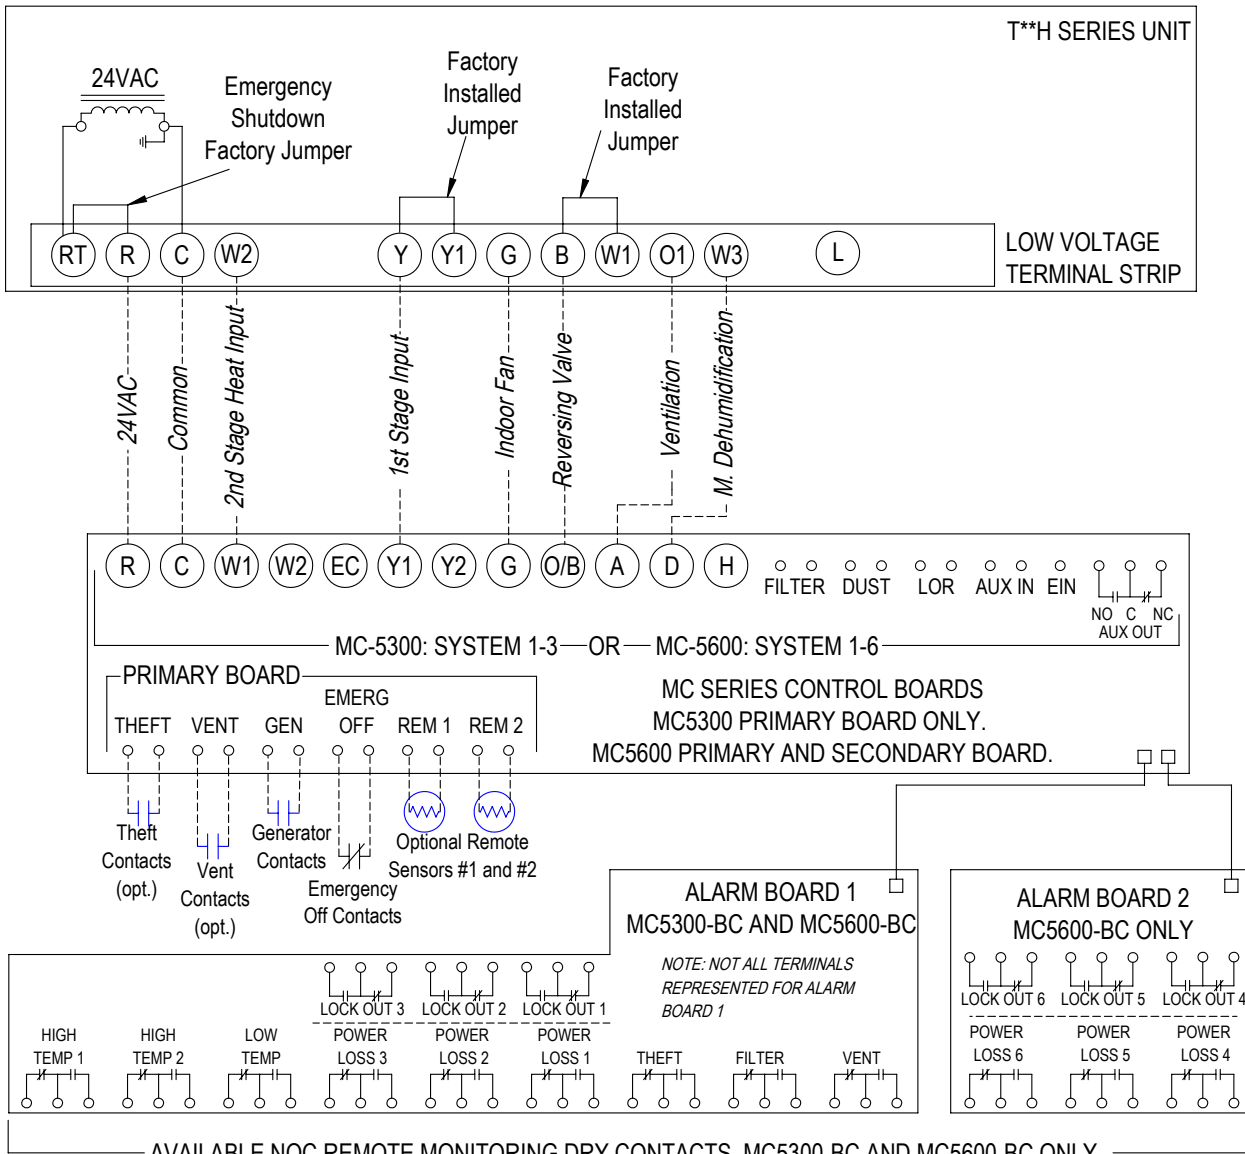 T**H SERIES UNIT
24VAC
Emergency
Shutdown
Factory Jumper
Factory
Installed
Jumper
Factory
Installed
Jumper
RT R C W2 Y Y1 G B W1 O1 W3 L
LOW VOLTAGE
TERMINAL STRIP
24VAC
Common
2nd Stage Heat Input
1st Stage Input
Indoor Fan
Reversing Valve
Ventilation
M. Dehumidification
R C W1 W2 EC Y1 Y2 G O/B A D H
FILTER DUST LOR AUX IN EIN
NO C NC
AUX OUT
MC-5300: SYSTEM 1-3 OR MC-5600: SYSTEM 1-6
PRIMARY BOARD
THEFT VENT GEN
EMERG
OFF
REM 1 REM 2
MC SERIES CONTROL BOARDS
MC5300 PRIMARY BOARD ONLY.
MC5600 PRIMARY AND SECONDARY BOARD.
Theft
Contacts
(opt.)
Vent
Contacts
(opt.)
Generator
Contacts
Emergency
Off Contacts
Optional Remote
Sensors #1 and #2
ALARM BOARD 1
MC5300-BC AND MC5600-BC
NOTE: NOT ALL TERMINALS
REPRESENTED FOR ALARM
BOARD 1
ALARM BOARD 2
MC5600-BC ONLY
LOCK OUT 3 LOCK OUT 2 LOCK OUT 1
LOCK OUT 6 LOCK OUT 5 LOCK OUT 4
HIGH
TEMP 1
HIGH
TEMP 2
LOW
TEMP
POWER
LOSS 3
POWER
LOSS 2
POWER
LOSS 1
THEFT
FILTER
VENT
POWER
LOSS 6
POWER
LOSS 5
POWER
LOSS 4
AVAILABLE NOC REMOTE MONITORING DRY CONTACTS. MC5300-BC AND MC5600-BC ONLY